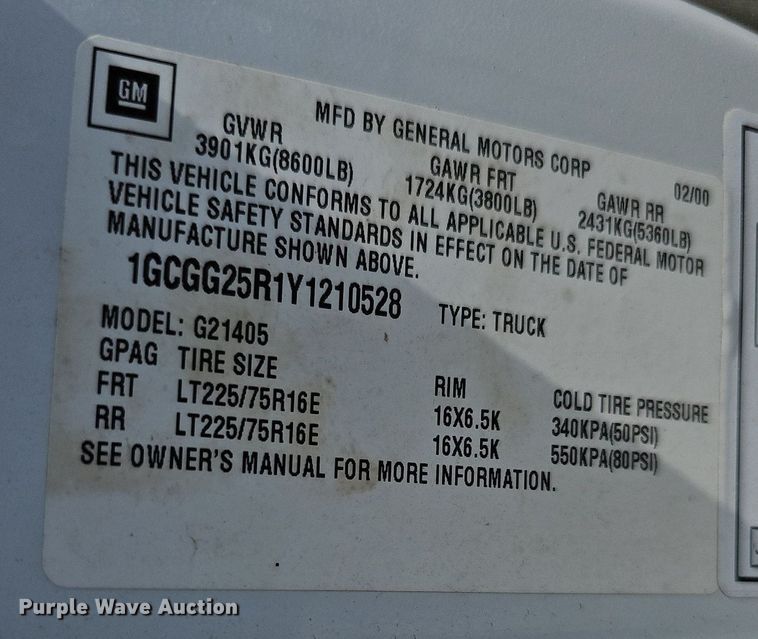 GM
MFD BY GENERAL MOTORS CORP
02/00
GVWR GAWR FRT GAWR RR
3901KG(8600LB) 1724KG(3800LB) 2431KG(5360LB)
THIS VEHICLE CONFORMS TO ALL APPLICABLE U.S. FEDERAL MOTOR
VEHICLE SAFETY STANDARDS IN EFFECT ON THE DATE OF
MANUFACTURE SHOWN ABOVE.
1GCGG25R1Y1210528 TYPE: TRUCK
MODEL: G21405
GPAG TIRE SIZE RIM COLD TIRE PRESSURE
FRT LT225/75R16E 16X6.5K 340KPA(50PSI)
RR LT225/75R16E 16X6.5K 550KPA(80PSI)
SEE OWNER'S MANUAL FOR MORE INFORMATION.
Purple Wave Auction